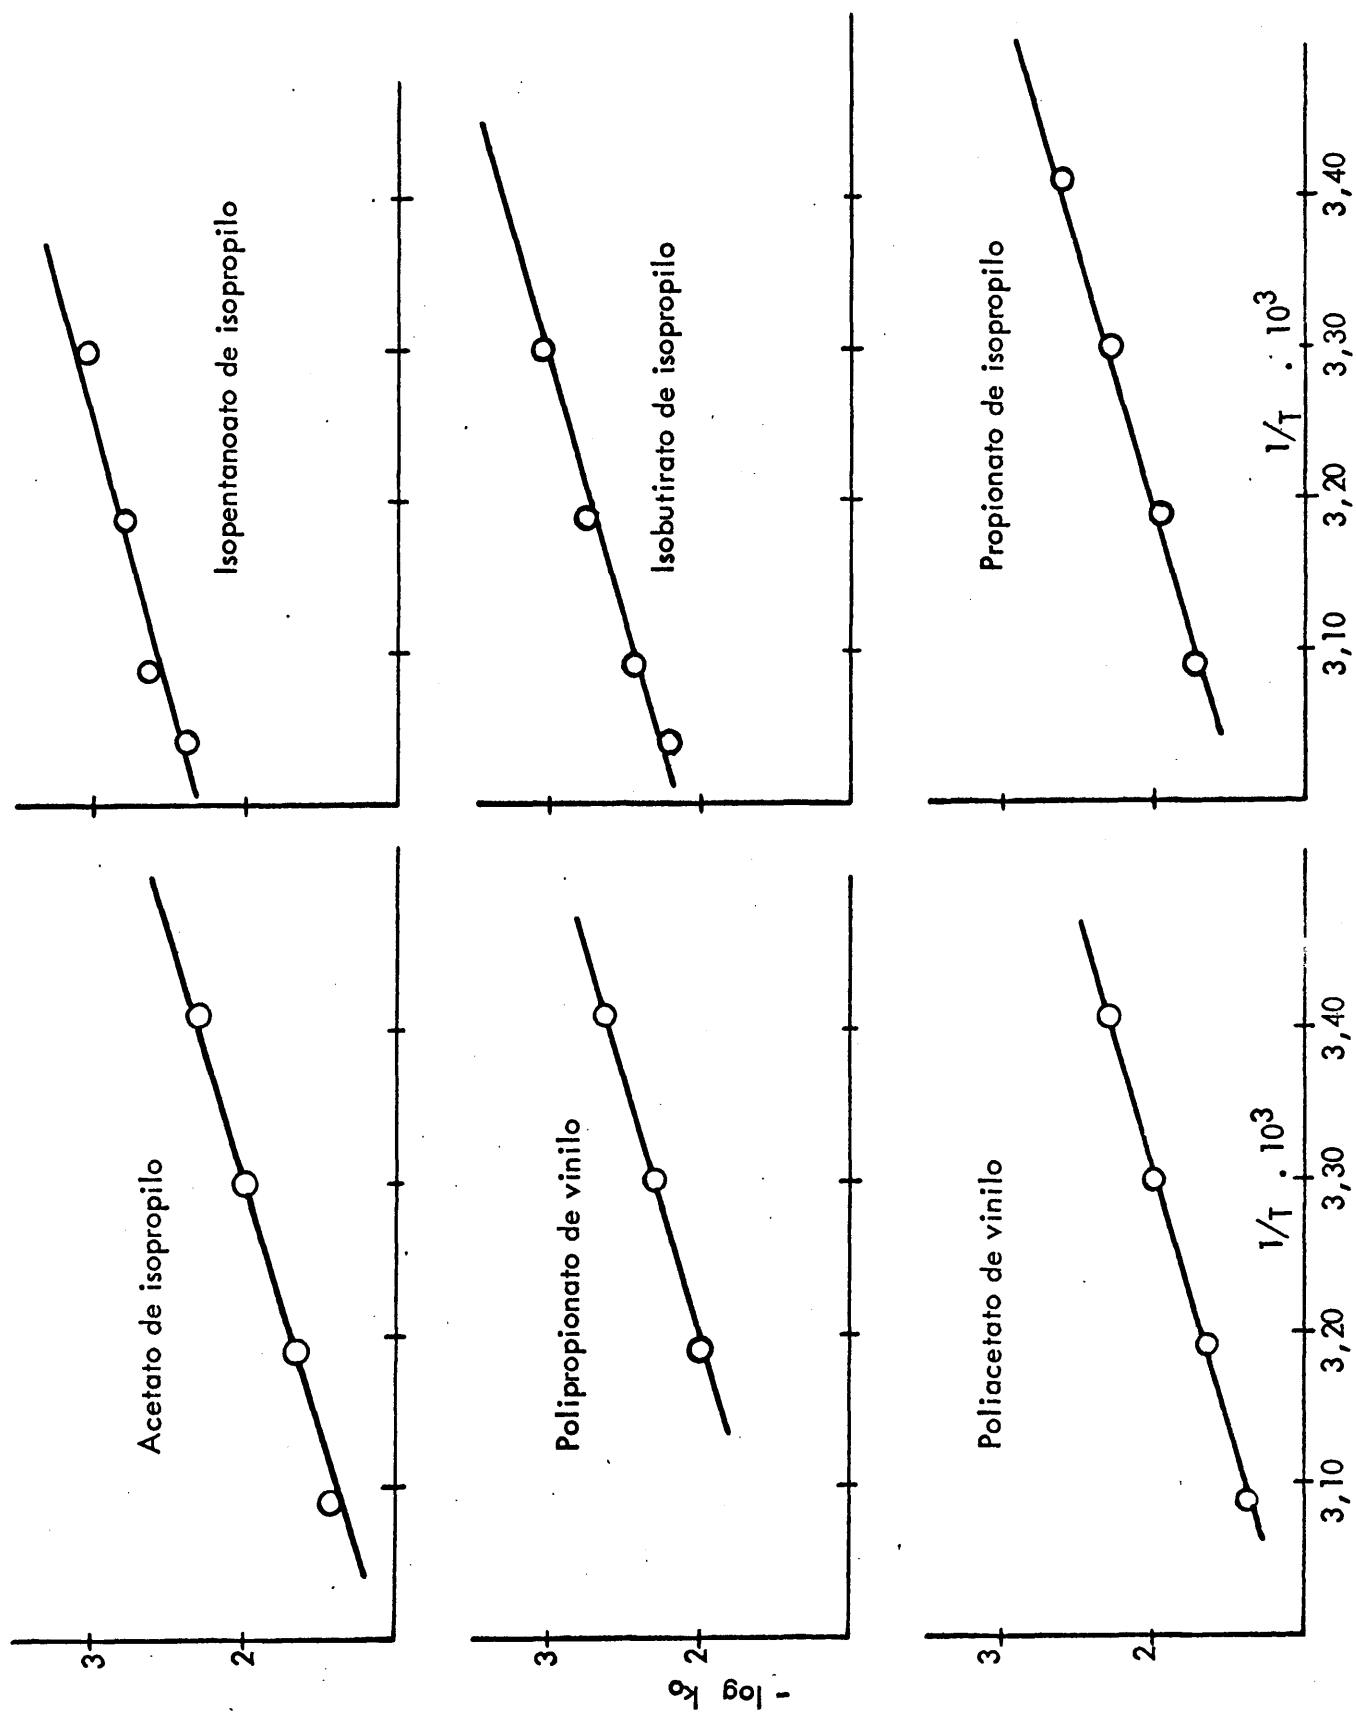 Acetato de isopropilo
3
2
Isopentanoato de isopropilo
Polipropionato de vinilo
3
2
- log ko
Isobutirato de isopropilo
Poliacetato de vinilo
3
2
1/T . 10³
3,10 3,20 3,30 3,40
Propionato de isopropilo
1/T . 10³
3,10 3,20 3,30 3,40